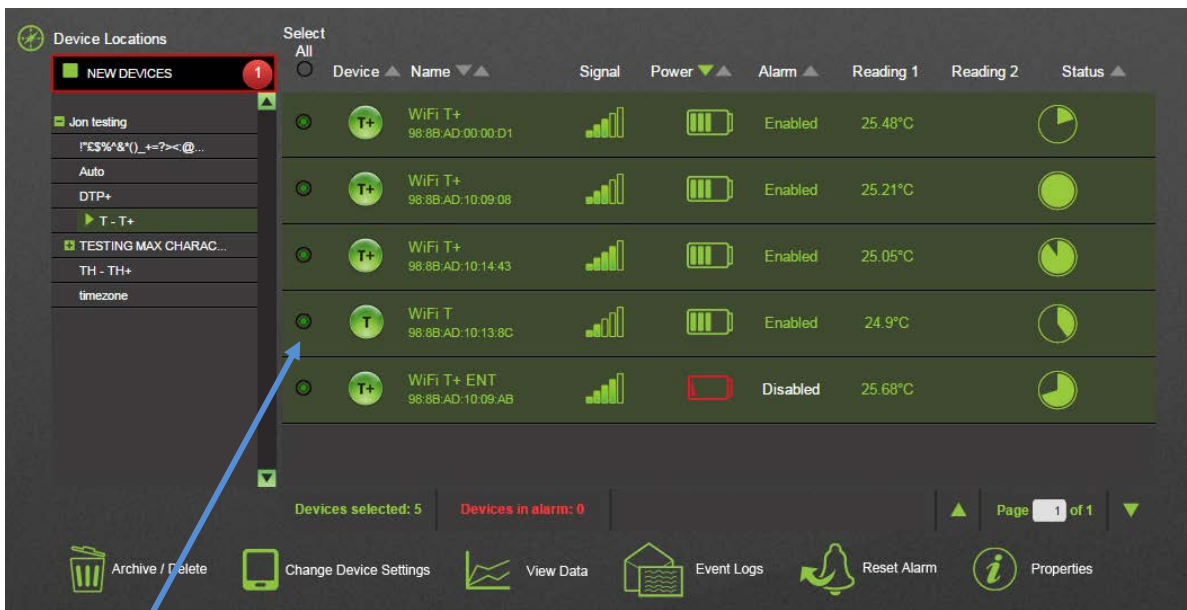 Device Locations
NEW DEVICES 1
Jon testing
!"£$%^&*()_+=?><:@...
Auto
DTP+
T - T+
TESTING MAX CHARAC...
TH - TH+
timezone
Select
All
Device Name Signal Power Alarm Reading 1 Reading 2 Status
T+ WiFi T+ Enabled 25.48°C
98:8B:AD:00:00:D1
T+ WiFi T+ Enabled 25.21°C
98:8B:AD:10:09:08
T+ WiFi T+ Enabled 25.05°C
98:8B:AD:10:14:43
T WiFi T Enabled 24.9°C
98:8B:AD:10:13:8C
T+ WiFi T+ ENT Disabled 25.68°C
98:8B:AD:10:09:AB
Devices selected: 5 Devices in alarm: 0 Page 1 of 1
Archive / Delete Change Device Settings View Data Event Logs Reset Alarm i Properties